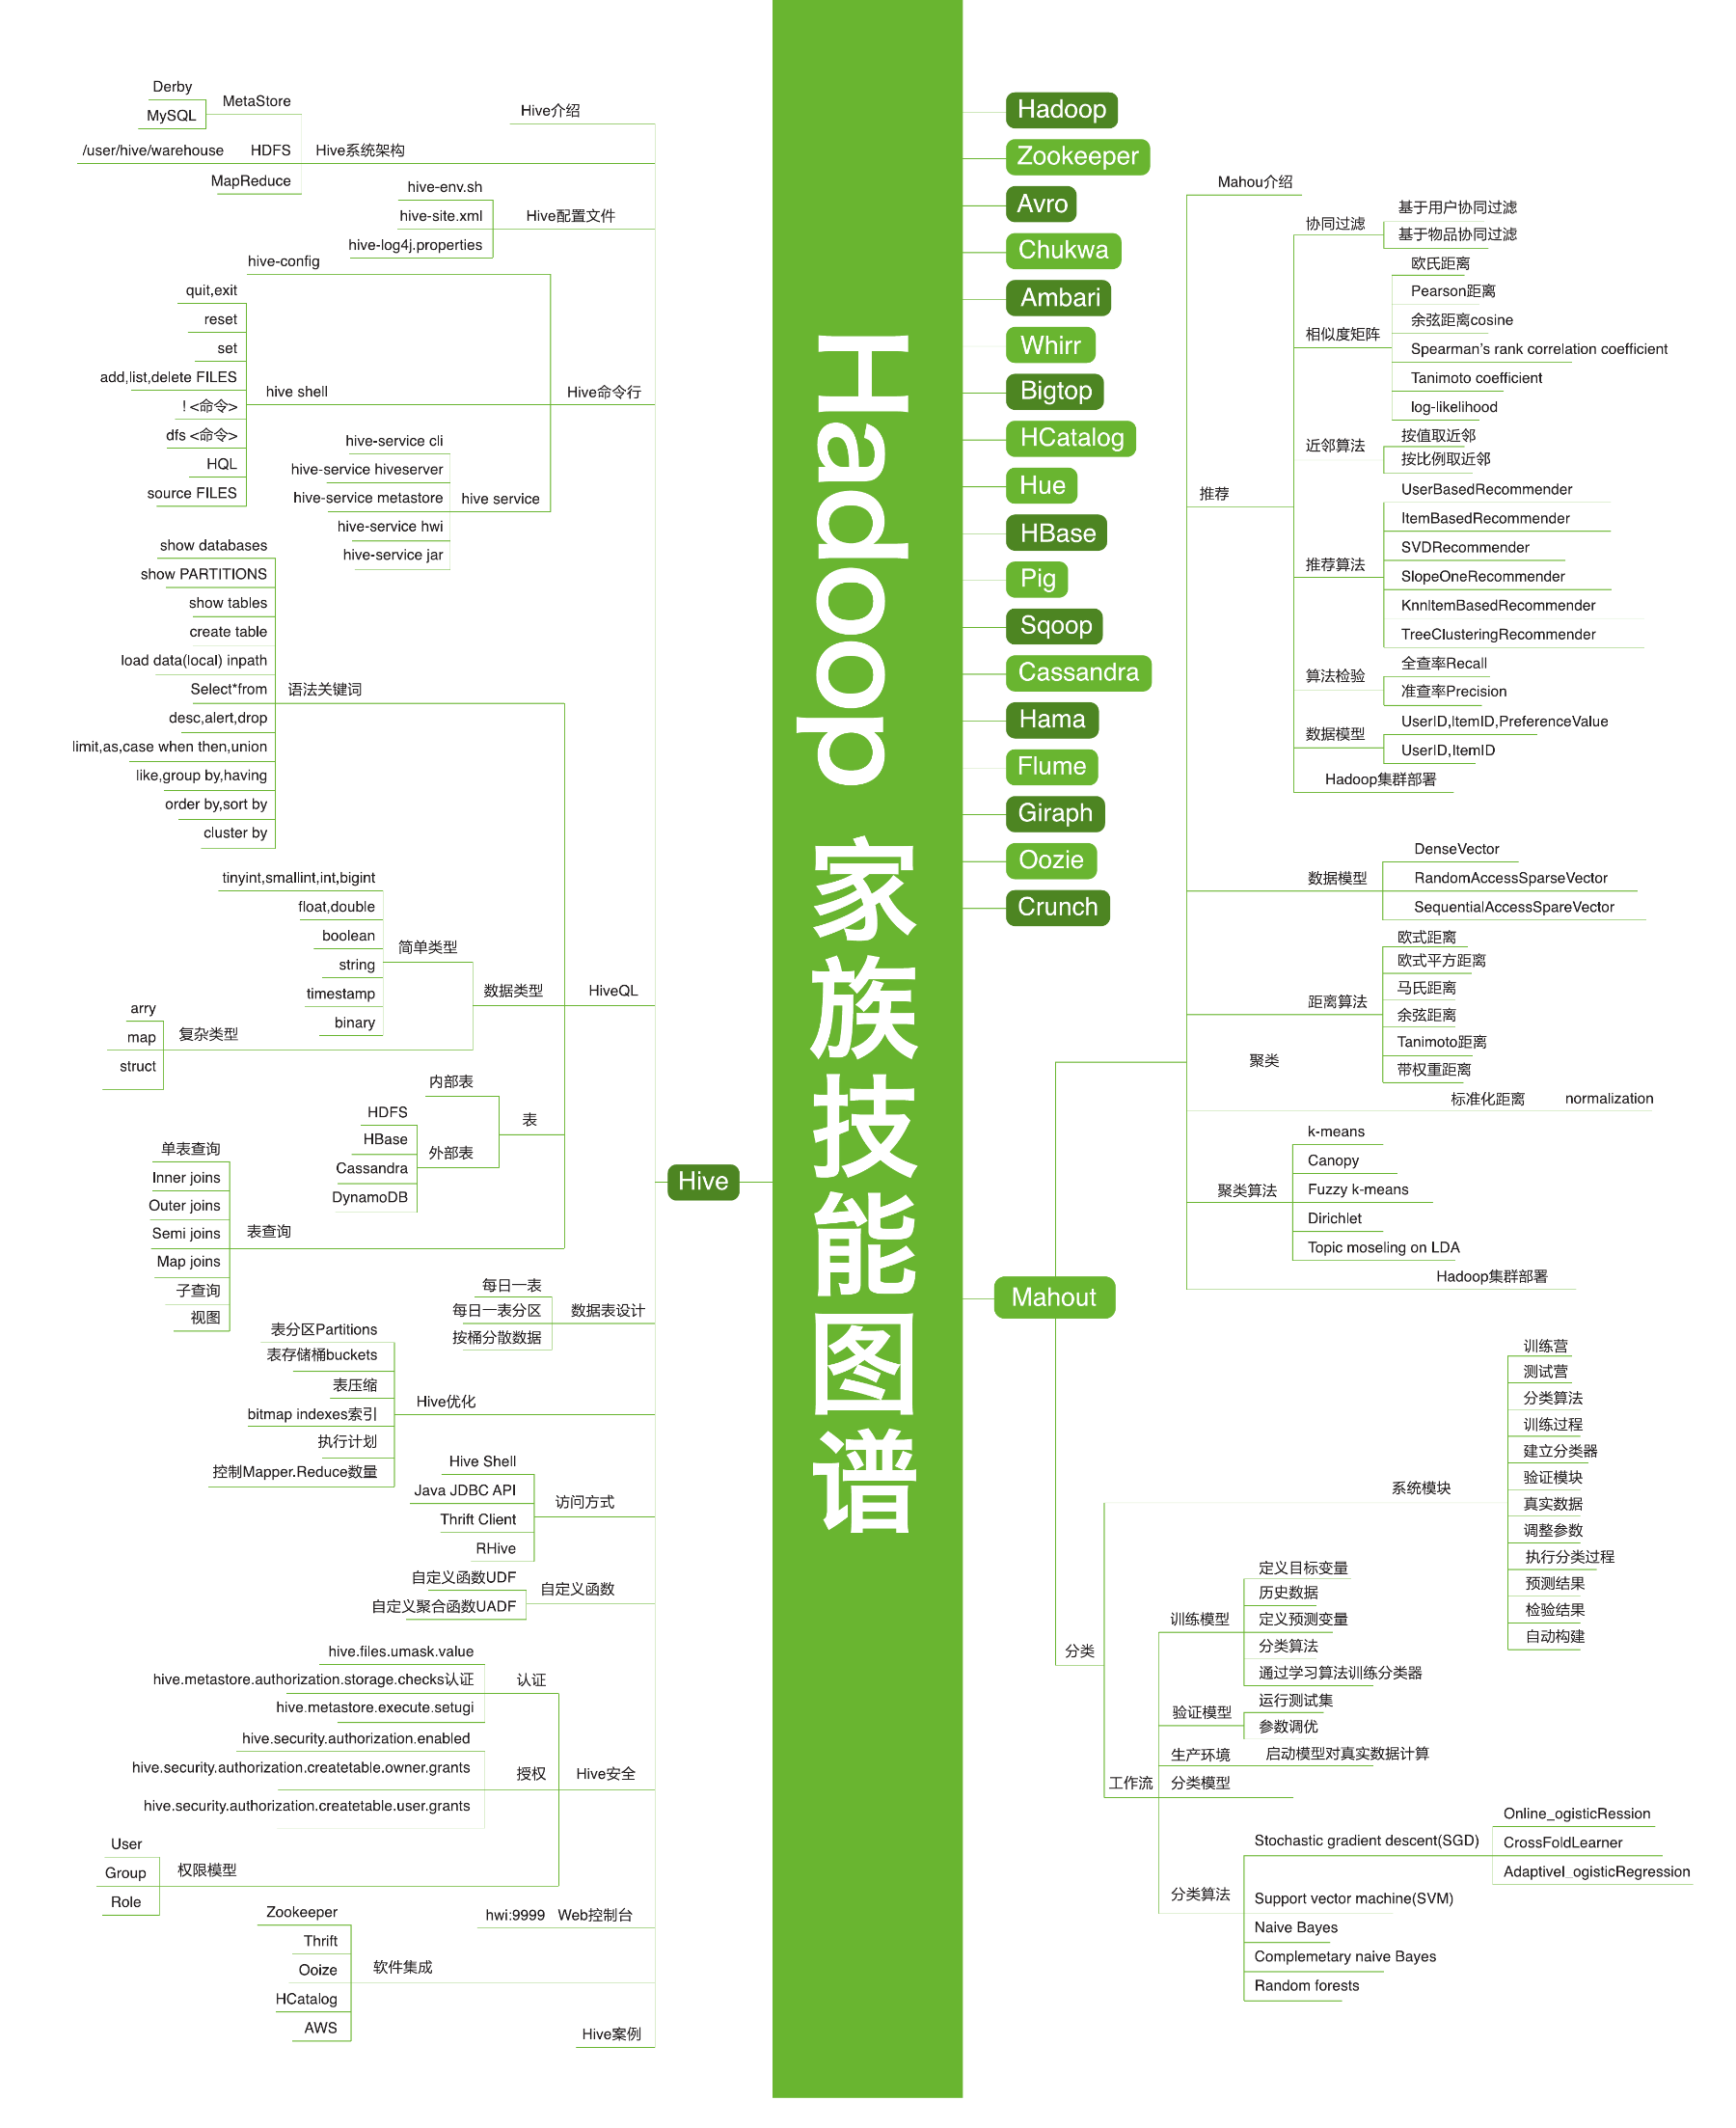 Hadoop 家族技能图谱
Hive
Hive介绍
Hive系统架构
MetaStore
Derby
MySQL
HDFS
/user/hive/warehouse
MapReduce
Hive配置文件
hive-env.sh
hive-site.xml
hive-log4j.properties
Hive命令行
hive-config
hive shell
quit,exit
reset
set
add,list,delete FILES
! <命令>
dfs <命令>
HQL
source FILES
hive service
hive-service cli
hive-service hiveserver
hive-service metastore
hive-service hwi
hive-service jar
HiveQL
语法关键词
show databases
show PARTITIONS
show tables
create table
load data(local) inpath
Select*from
desc,alert,drop
limit,as,case when then,union
like,group by,having
order by,sort by
cluster by
数据类型
简单类型
tinyint,smallint,int,bigint
float,double
boolean
string
timestamp
binary
复杂类型
arry
map
struct
表
内部表
外部表
HDFS
HBase
Cassandra
DynamoDB
表查询
单表查询
Inner joins
Outer joins
Semi joins
Map joins
子查询
视图
数据表设计
每日一表
每日一表分区
按桶分散数据
Hive优化
表分区Partitions
表存储桶buckets
表压缩
bitmap indexes索引
执行计划
控制Mapper.Reduce数量
访问方式
Hive Shell
Java JDBC API
Thrift Client
RHive
自定义函数
自定义函数UDF
自定义聚合函数UADF
Hive安全
认证
hive.files.umask.value
hive.metastore.authorization.storage.checks认证
hive.metastore.execute.setugi
授权
hive.security.authorization.enabled
hive.security.authorization.createtable.owner.grants
hive.security.authorization.createtable.user.grants
权限模型
User
Group
Role
Web控制台
hwi:9999
软件集成
Zookeeper
Thrift
Ooize
HCatalog
AWS
Hive案例
Hadoop
Zookeeper
Avro
Chukwa
Ambari
Whirr
Bigtop
HCatalog
Hue
HBase
Pig
Sqoop
Cassandra
Hama
Flume
Giraph
Oozie
Crunch
Mahout
Mahou介绍
推荐
协同过滤
基于用户协同过滤
基于物品协同过滤
相似度矩阵
欧氏距离
Pearson距离
余弦距离cosine
Spearman's rank correlation coefficient
Tanimoto coefficient
log-likelihood
近邻算法
按值取近邻
按比例取近邻
推荐算法
UserBasedRecommender
ItemBasedRecommender
SVDRecommender
SlopeOneRecommender
KnnItemBasedRecommender
TreeClusteringRecommender
算法检验
全查率Recall
准查率Precision
数据模型
UserID,ItemID,PreferenceValue
UserID,ItemID
Hadoop集群部署
聚类
数据模型
DenseVector
RandomAccessSparseVector
SequentialAccessSpareVector
距离算法
欧式距离
欧式平方距离
马氏距离
余弦距离
Tanimoto距离
带权重距离
标准化距离
normalization
聚类算法
k-means
Canopy
Fuzzy k-means
Dirichlet
Topic moseling on LDA
Hadoop集群部署
分类
系统模块
训练营
测试营
分类算法
训练过程
建立分类器
验证模块
真实数据
调整参数
执行分类过程
预测结果
检验结果
自动构建
工作流
训练模型
定义目标变量
历史数据
定义预测变量
分类算法
通过学习算法训练分类器
验证模型
运行测试集
参数调优
生产环境
启动模型对真实数据计算
分类模型
分类算法
Stochastic gradient descent(SGD)
Online_ogisticRession
CrossFoldLearner
AdaptiveI_ogisticRegression
Support vector machine(SVM)
Naive Bayes
Complemetary naive Bayes
Random forests